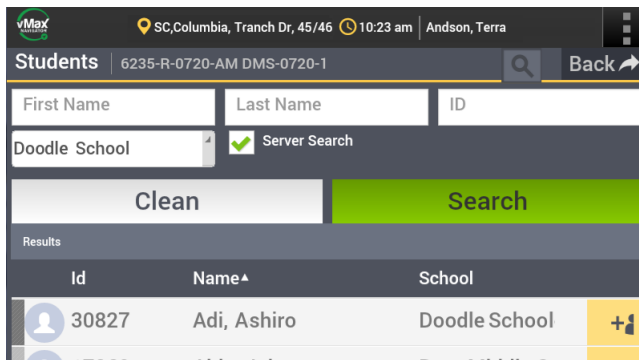 vMax
NAVIGATION
SC,Columbia, Tranch Dr, 45/46 10:23 am Andson, Terra
Students 6235-R-0720-AM DMS-0720-1 Back
First Name Last Name ID
Doodle School Server Search
Clean Search
Results
Id Name School
30827 Adi, Ashiro Doodle School